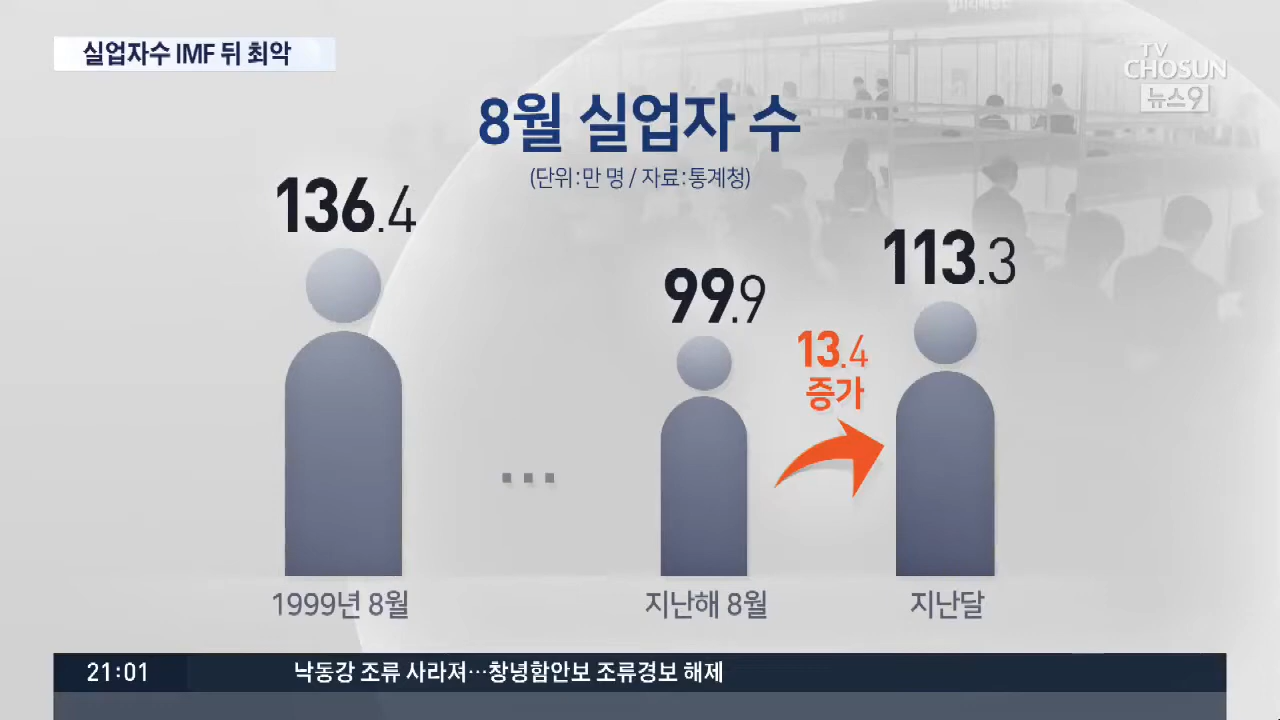 실업자수 IMF 뒤 최악
TV
CHOSUN
뉴스9
8월 실업자 수
(단위:만 명 / 자료:통계청)
136.4
99.9
113.3
13.4
증가
...
1999년 8월
지난해 8월
지난달
21:01
낙동강 조류 사라져…창녕함안보 조류경보 해제